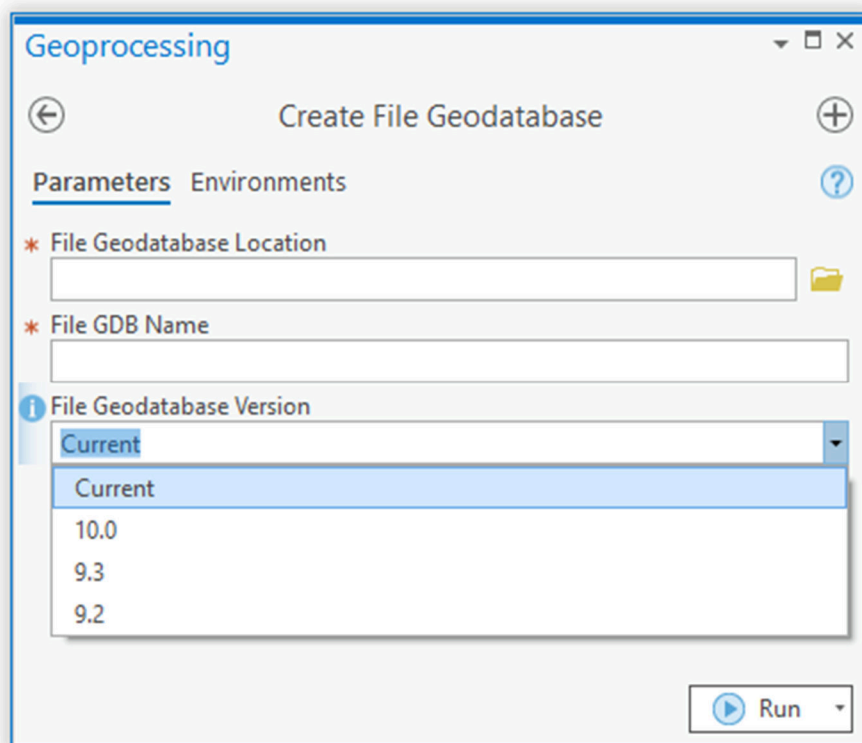 Geoprocessing
Create File Geodatabase
Parameters Environments
* File Geodatabase Location
* File GDB Name
File Geodatabase Version
Current
Current
10.0
9.3
9.2
Run